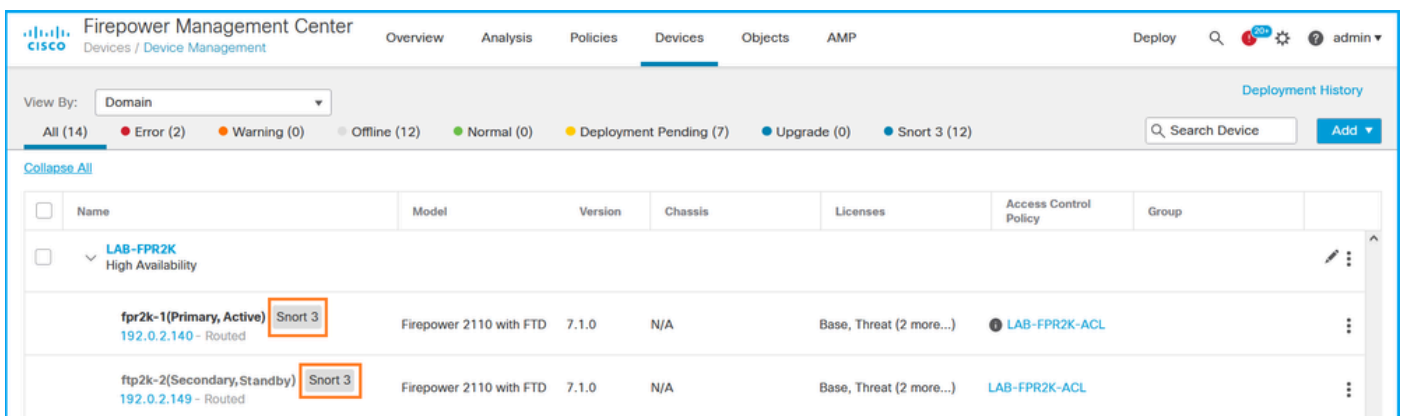 CISCO Firepower Management Center
Devices / Device Management
Overview Analysis Policies Devices Objects AMP Deploy 20+ admin
View By: Domain Deployment History
All (14) Error (2) Warning (0) Offline (12) Normal (0) Deployment Pending (7) Upgrade (0) Snort 3 (12) Search Device Add
Collapse All
Name Model Version Chassis Licenses Access Control Policy Group
LAB-FPR2K
High Availability
fpr2k-1(Primary, Active) Snort 3
192.0.2.140 - Routed
Firepower 2110 with FTD 7.1.0 N/A Base, Threat (2 more...) LAB-FPR2K-ACL
ftp2k-2(Secondary,Standby) Snort 3
192.0.2.149 - Routed
Firepower 2110 with FTD 7.1.0 N/A Base, Threat (2 more...) LAB-FPR2K-ACL